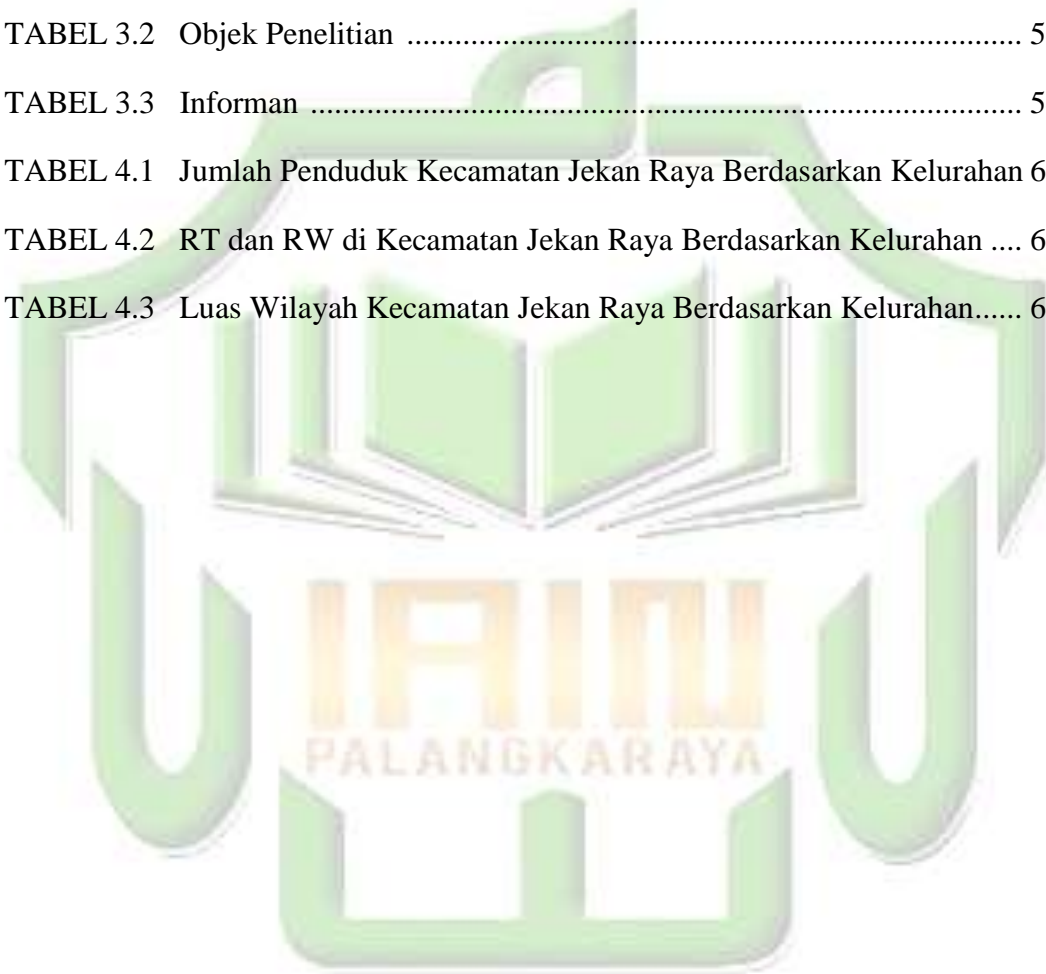 TABEL 3.2 Objek Penelitian ................................................................. 5
TABEL 3.3 Informan ........................................................................... 5
TABEL 4.1 Jumlah Penduduk Kecamatan Jekan Raya Berdasarkan Kelurahan 6
TABEL 4.2 RT dan RW di Kecamatan Jekan Raya Berdasarkan Kelurahan .... 6
TABEL 4.3 Luas Wilayah Kecamatan Jekan Raya Berdasarkan Kelurahan...... 6
IAIN
PALANGKARAYA